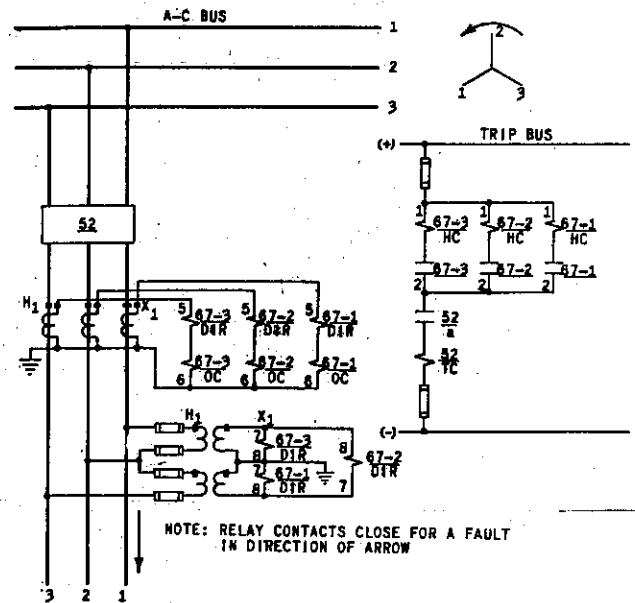 A-C BUS
1
2
3
2
1
3
TRIP BUS
(+)
52
1 67-3 HC
1 67-2 HC
1 67-1 HC
2 67-3
2 67-2
2 67-1
52 a
52 TC
(-)
H1
X1
5 67-3 DIR
5 67-2 DIR
5 67-1 DIR
6 67-3 OC
6 67-2 OC
6 67-1 OC
H1
X1
7 67-3 DIR 8
7 67-1 DIR 8
8 67-2 DIR 7
NOTE: RELAY CONTACTS CLOSE FOR A FAULT
IN DIRECTION OF ARROW
3 2 1